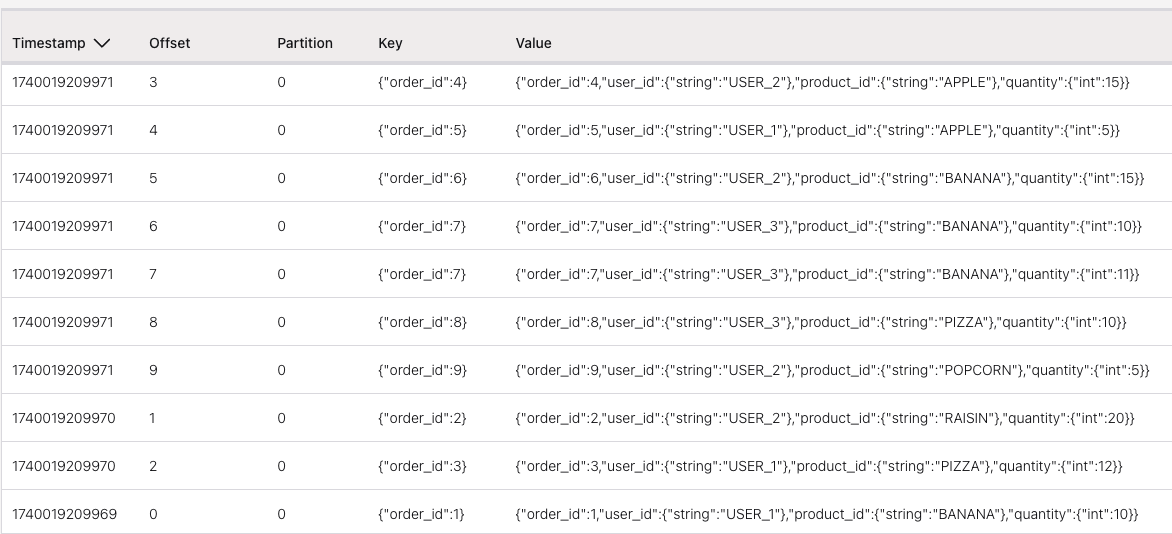 Timestamp Offset Partition Key Value
1740019209971 3 0 {"order_id":4} {"order_id":4,"user_id":{"string":"USER_2"},"product_id":{"string":"APPLE"},"quantity":{"int":15}}
1740019209971 4 0 {"order_id":5} {"order_id":5,"user_id":{"string":"USER_1"},"product_id":{"string":"APPLE"},"quantity":{"int":5}}
1740019209971 5 0 {"order_id":6} {"order_id":6,"user_id":{"string":"USER_2"},"product_id":{"string":"BANANA"},"quantity":{"int":15}}
1740019209971 6 0 {"order_id":7} {"order_id":7,"user_id":{"string":"USER_3"},"product_id":{"string":"BANANA"},"quantity":{"int":10}}
1740019209971 7 0 {"order_id":7} {"order_id":7,"user_id":{"string":"USER_3"},"product_id":{"string":"BANANA"},"quantity":{"int":11}}
1740019209971 8 0 {"order_id":8} {"order_id":8,"user_id":{"string":"USER_3"},"product_id":{"string":"PIZZA"},"quantity":{"int":10}}
1740019209971 9 0 {"order_id":9} {"order_id":9,"user_id":{"string":"USER_2"},"product_id":{"string":"POPCORN"},"quantity":{"int":5}}
1740019209970 1 0 {"order_id":2} {"order_id":2,"user_id":{"string":"USER_2"},"product_id":{"string":"RAISIN"},"quantity":{"int":20}}
1740019209970 2 0 {"order_id":3} {"order_id":3,"user_id":{"string":"USER_1"},"product_id":{"string":"PIZZA"},"quantity":{"int":12}}
1740019209969 0 0 {"order_id":1} {"order_id":1,"user_id":{"string":"USER_1"},"product_id":{"string":"BANANA"},"quantity":{"int":10}}